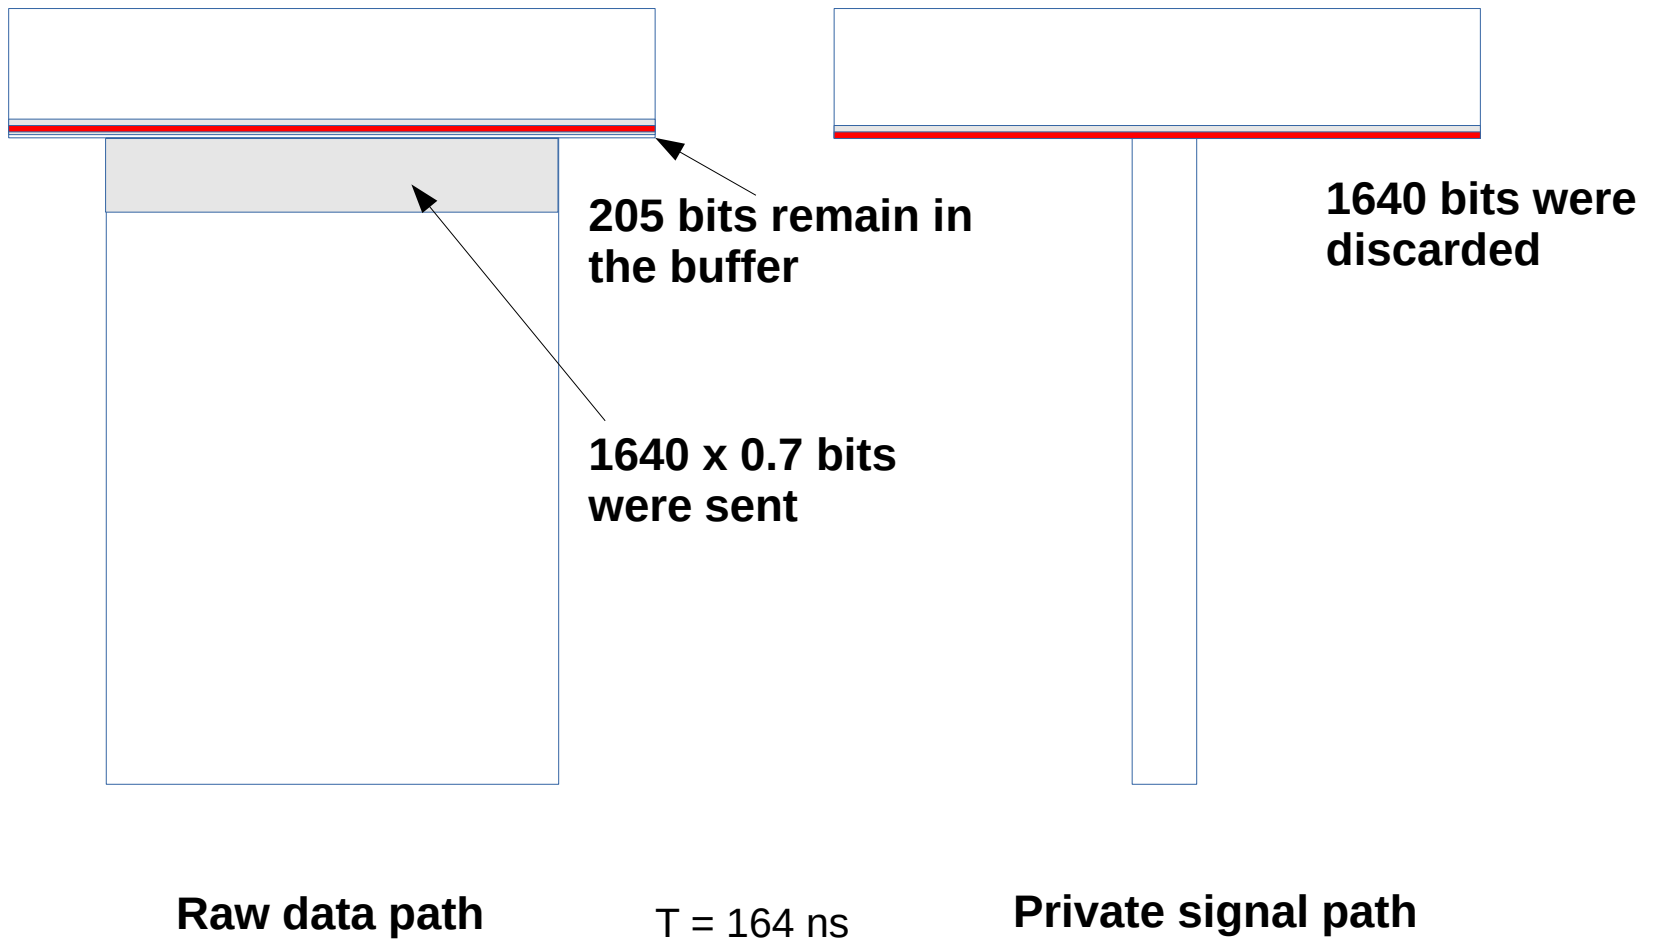 205 bits remain in
the buffer
1640 bits were
discarded
1640 x 0.7 bits
were sent
Raw data path
T = 164 ns
Private signal path